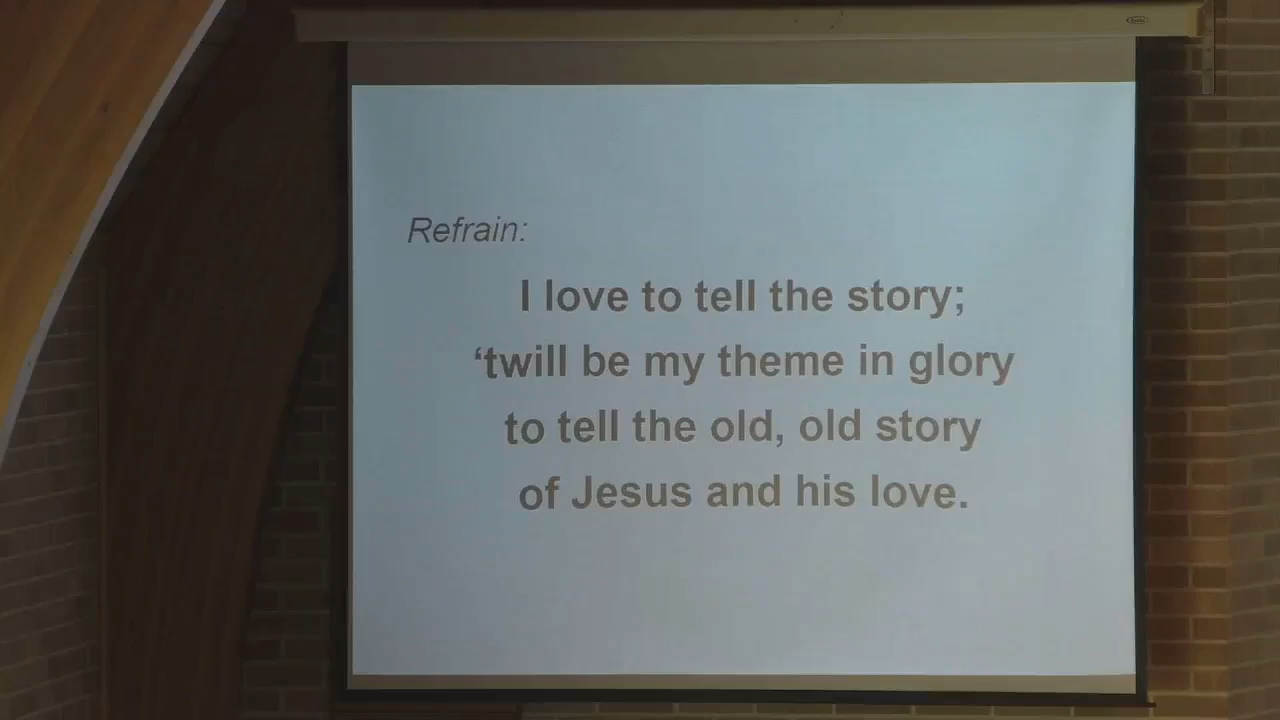 Refrain:
I love to tell the story;
‘twill be my theme in glory
to tell the old, old story
of Jesus and his love.